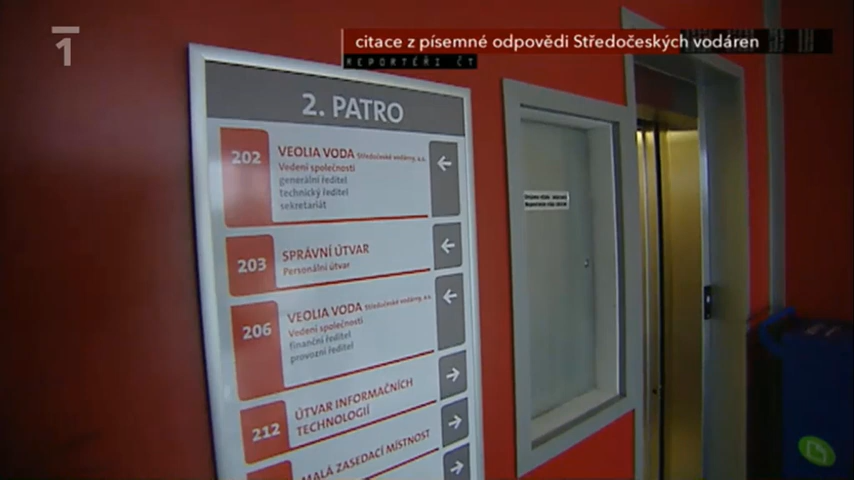 1
citace z písemné odpovědi Středočeských vodáren
REPORTÉŘI ČT
2. PATRO
202
VEOLIA VODA Středočeské vodárny, a.s.
Vedení společnosti
generální ředitel
technický ředitel
sekretariát
203
SPRÁVNÍ ÚTVAR
Personální útvar
206
VEOLIA VODA Středočeské vodárny, a.s.
Vedení společnosti
finanční ředitel
provozní ředitel
212
ÚTVAR INFORMAČNÍCH
TECHNOLOGIÍ
MALÁ ZASEDACÍ MÍSTNOST